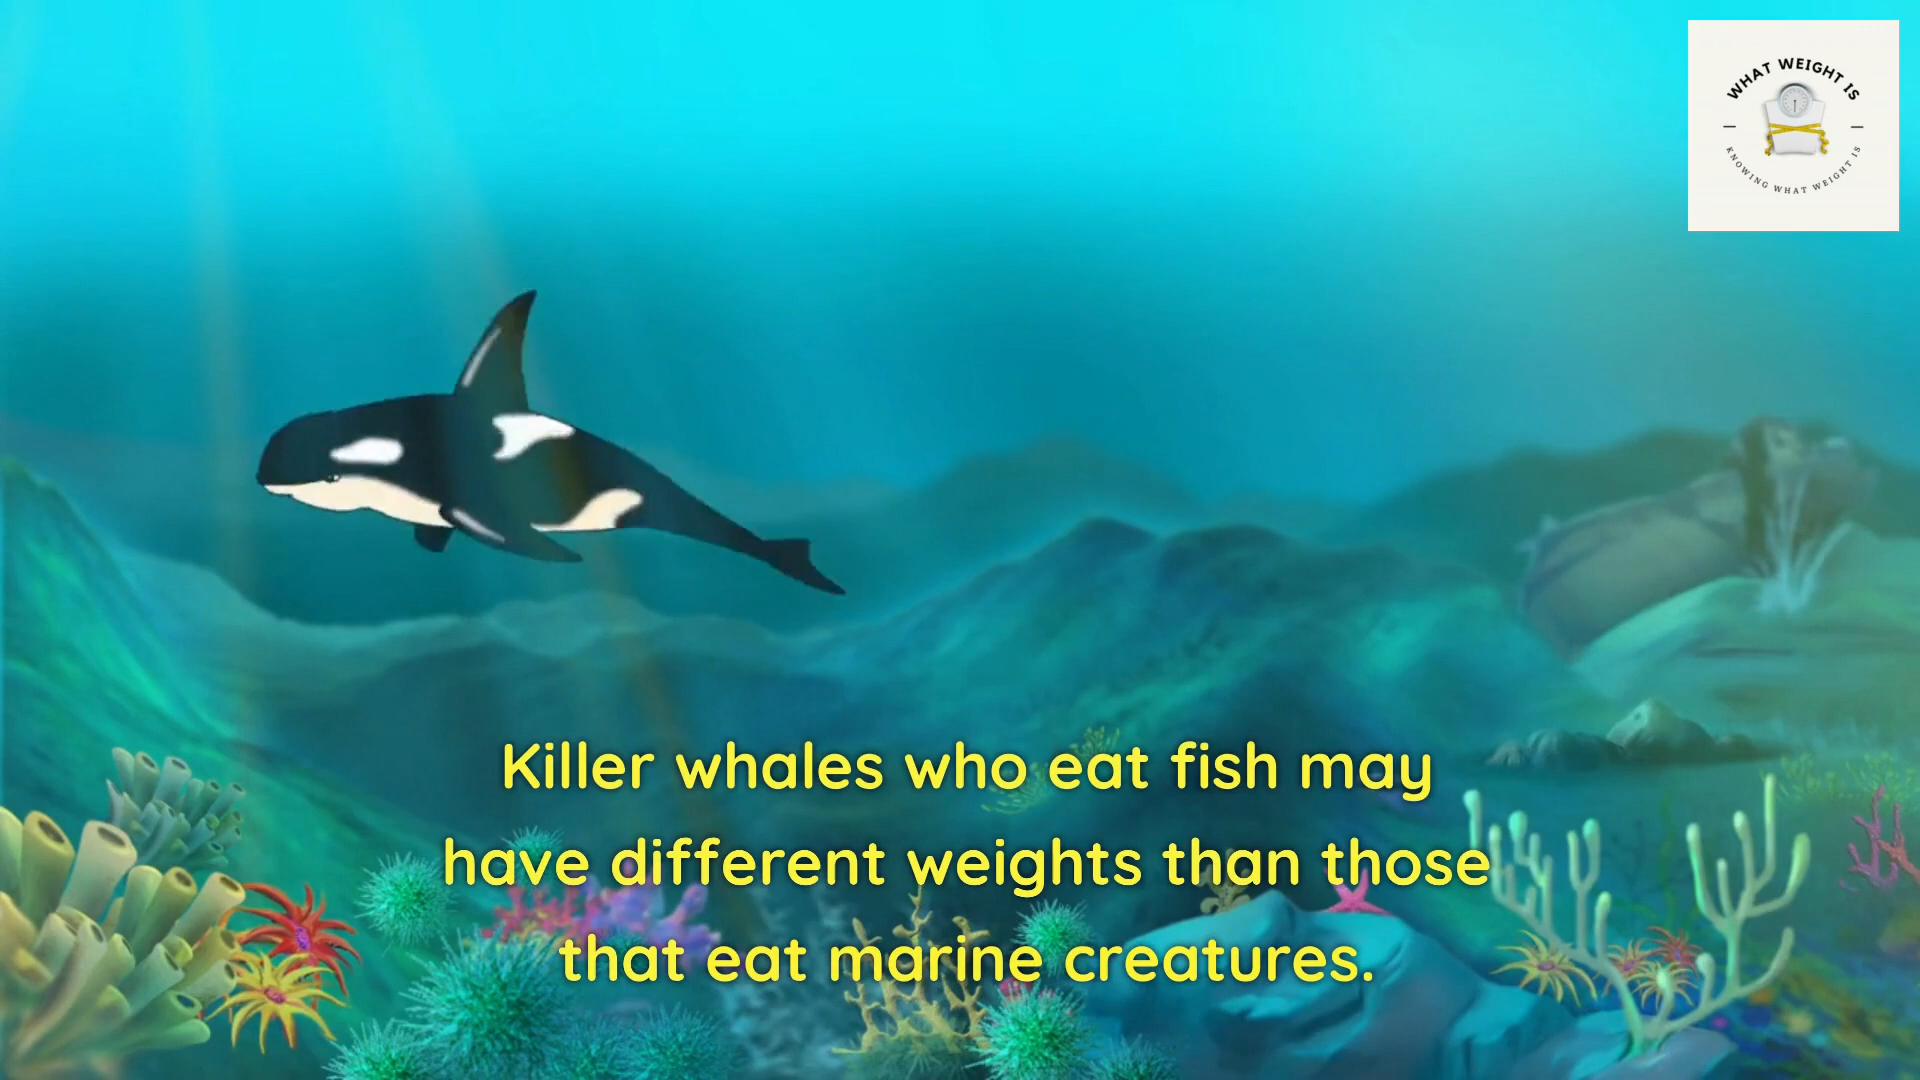 WHAT WEIGHT IS
KNOWING WHAT WEIGHT IS
Killer whales who eat fish may
have different weights than those
that eat marine creatures.